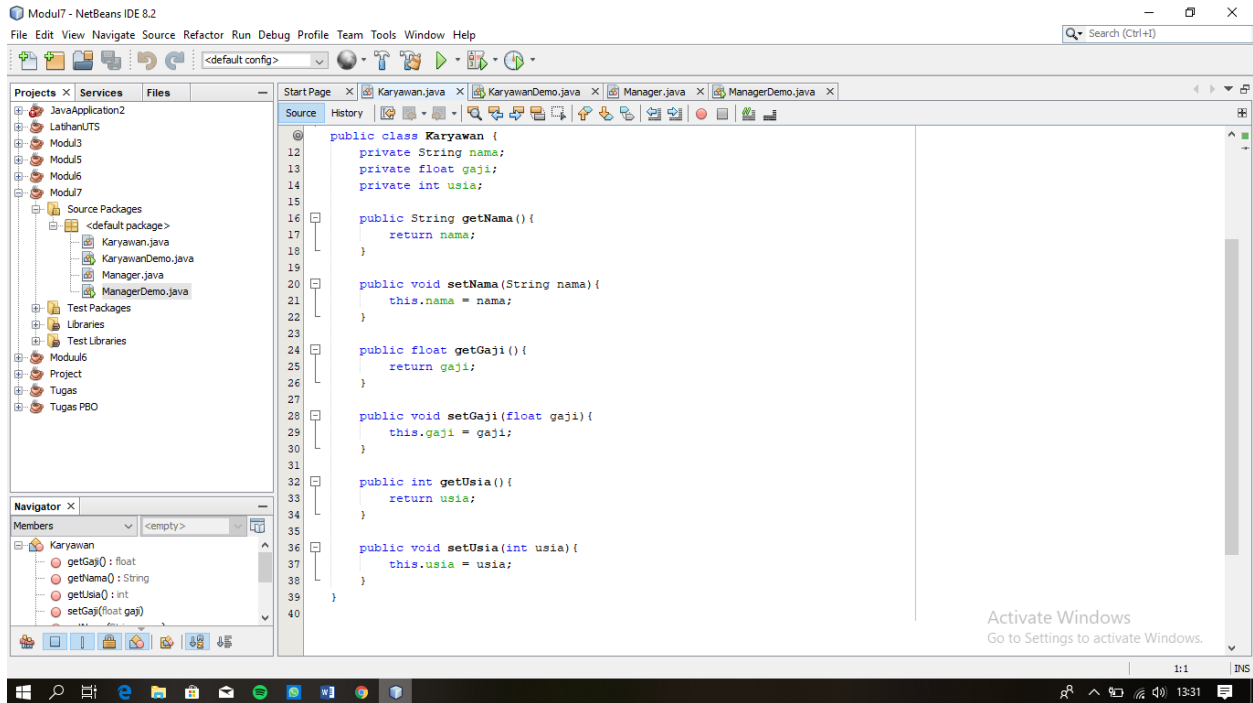 Modul7 - NetBeans IDE 8.2
File Edit View Navigate Source Refactor Run Debug Profile Team Tools Window Help
Search (Ctrl+I)
<default config>
Projects Services Files
Start Page Karyawan.java KaryawanDemo.java Manager.java ManagerDemo.java
JavaApplication2
LatihanUTS
Modul3
Modul5
Modul6
Modul7
Source Packages
<default package>
Karyawan.java
KaryawanDemo.java
Manager.java
ManagerDemo.java
Test Packages
Libraries
Test Libraries
Moduul6
Project
Tugas
Tugas PBO
Source History
public class Karyawan {
12 private String nama;
13 private float gaji;
14 private int usia;
15
16 public String getNama(){
17 return nama;
18 }
19
20 public void setNama(String nama){
21 this.nama = nama;
22 }
23
24 public float getGaji(){
25 return gaji;
26 }
27
28 public void setGaji(float gaji){
29 this.gaji = gaji;
30 }
31
32 public int getUsia(){
33 return usia;
34 }
35
36 public void setUsia(int usia){
37 this.usia = usia;
38 }
39 }
40
Navigator
Members <empty>
Karyawan
getGaji() : float
getNama() : String
getUsia() : int
setGaji(float gaji)
Activate Windows
Go to Settings to activate Windows.
1:1 INS
13:31